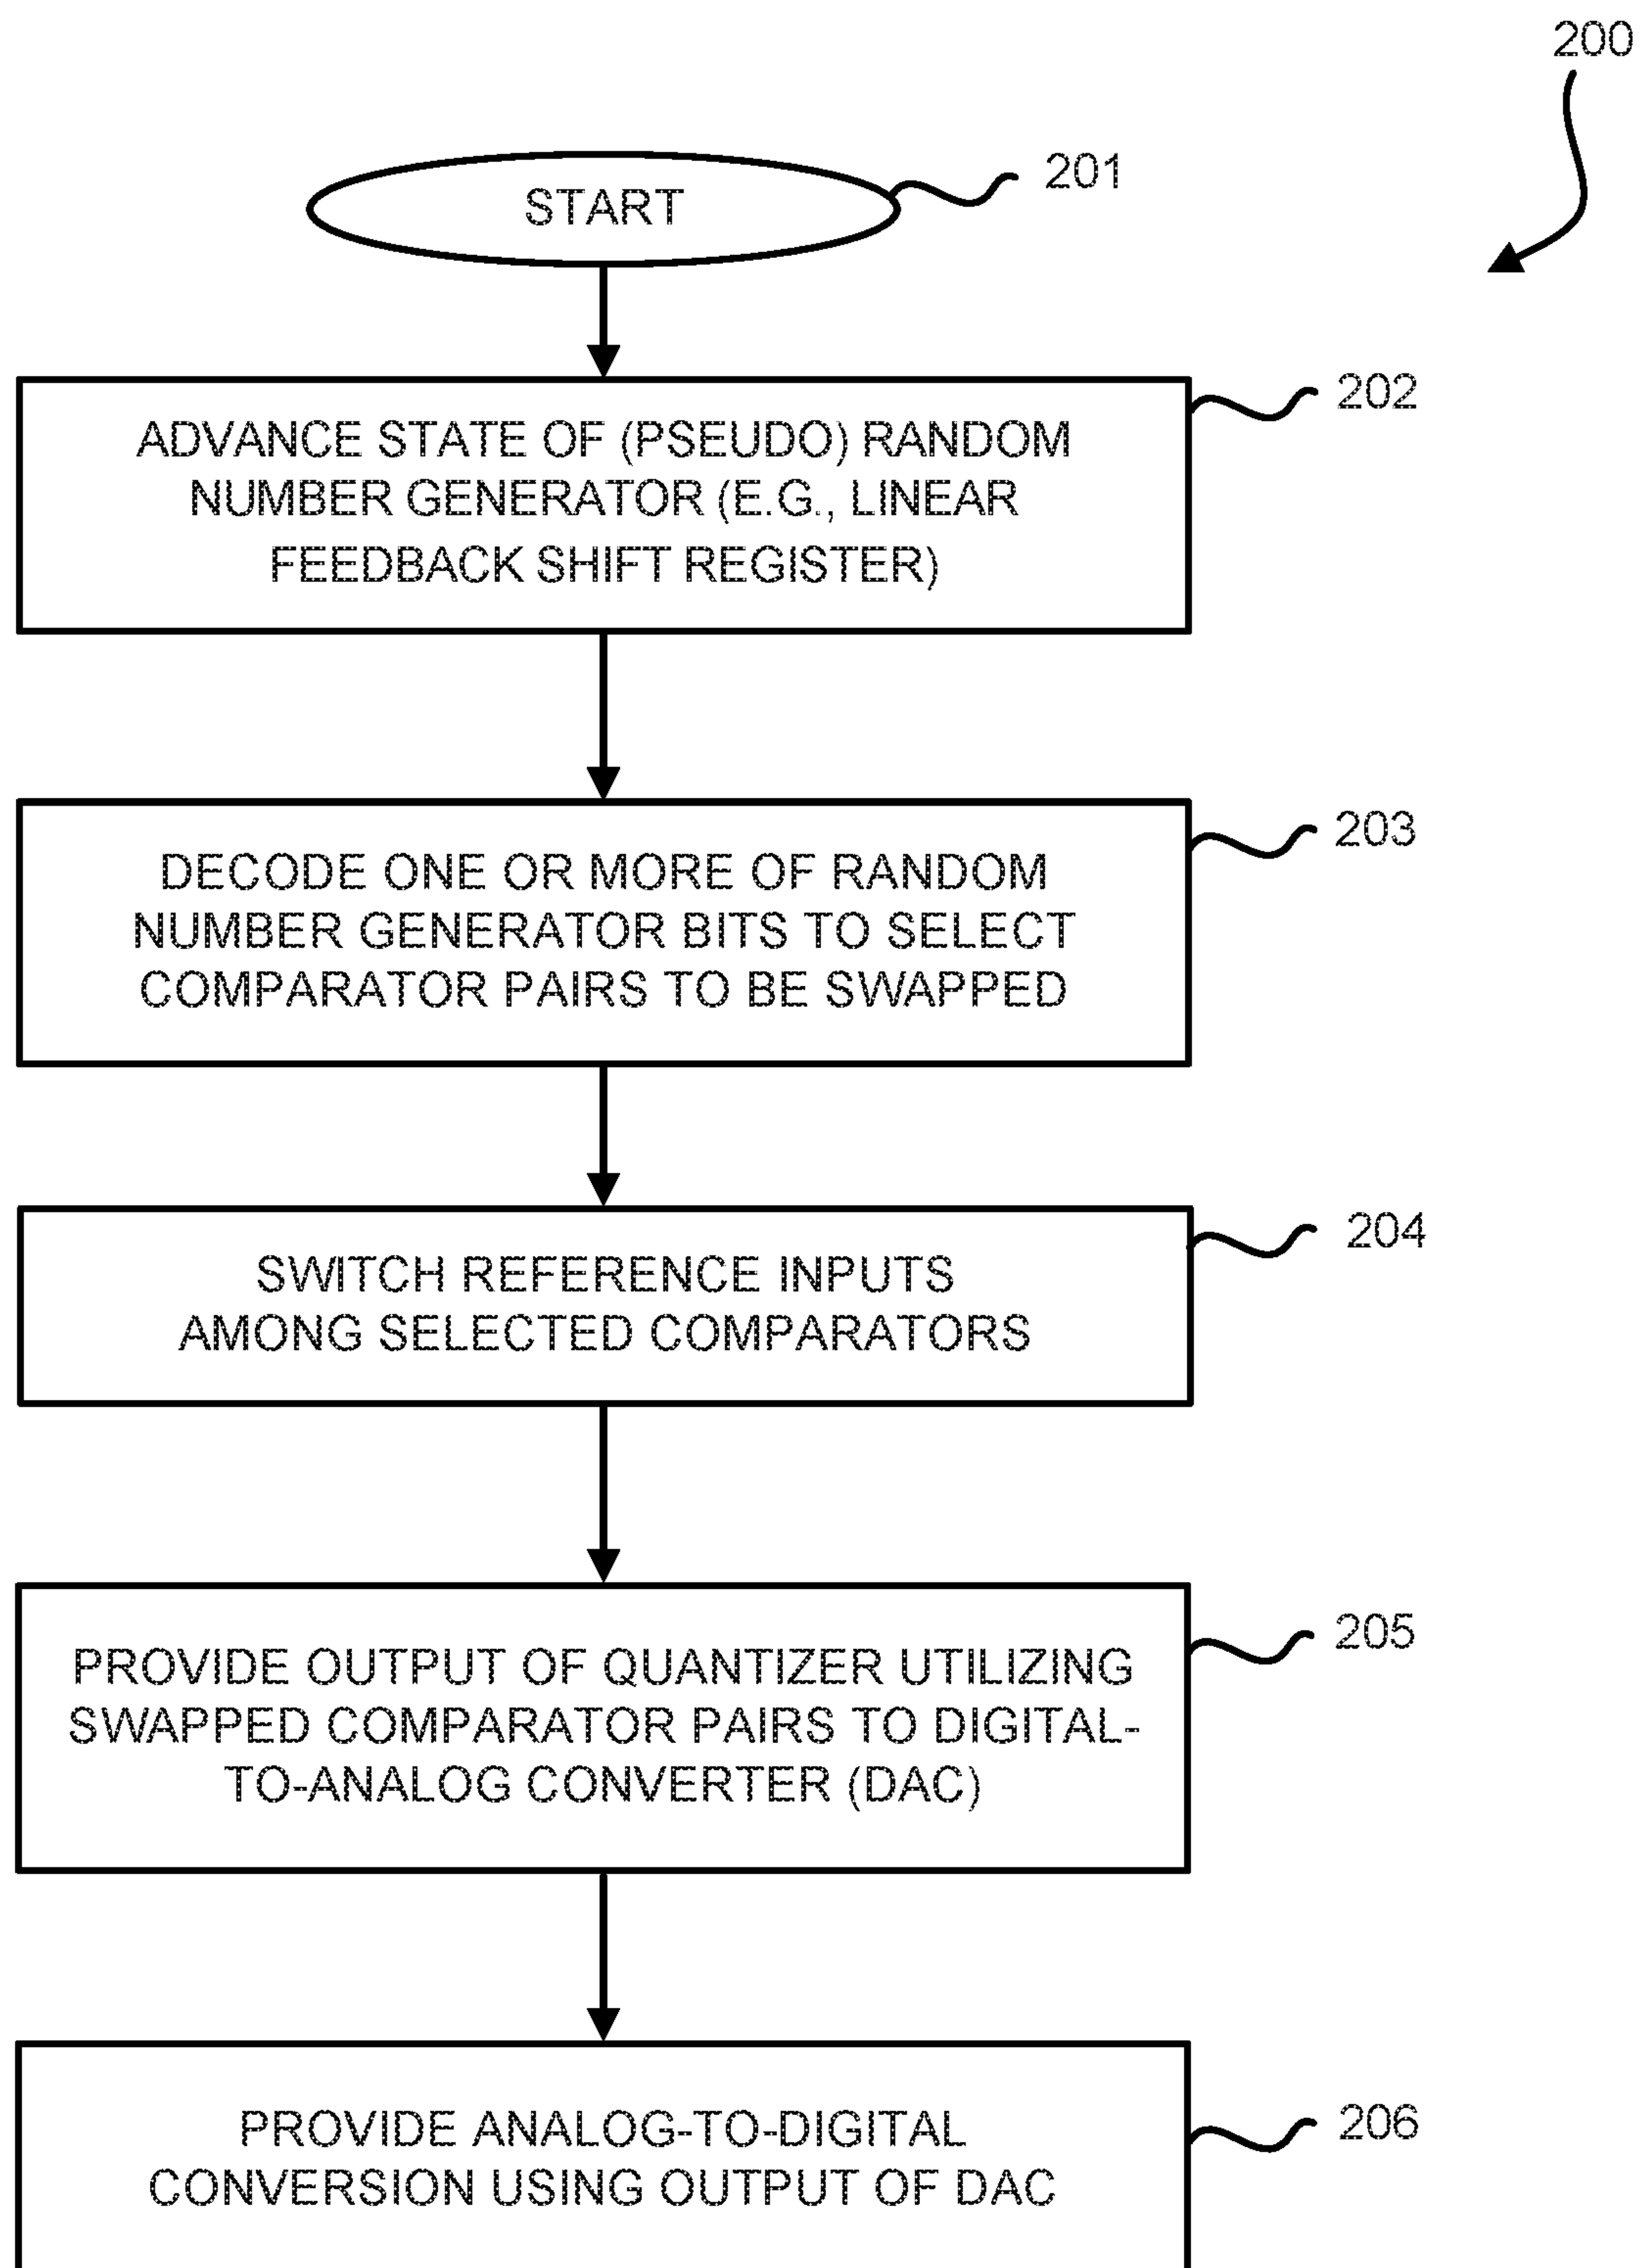 200
START
201
ADVANCE STATE OF (PSEUDO) RANDOM
NUMBER GENERATOR (E.G., LINEAR
FEEDBACK SHIFT REGISTER)
202
DECODE ONE OR MORE OF RANDOM
NUMBER GENERATOR BITS TO SELECT
COMPARATOR PAIRS TO BE SWAPPED
203
SWITCH REFERENCE INPUTS
AMONG SELECTED COMPARATORS
204
PROVIDE OUTPUT OF QUANTIZER UTILIZING
SWAPPED COMPARATOR PAIRS TO DIGITAL-
TO-ANALOG CONVERTER (DAC)
205
PROVIDE ANALOG-TO-DIGITAL
CONVERSION USING OUTPUT OF DAC
206